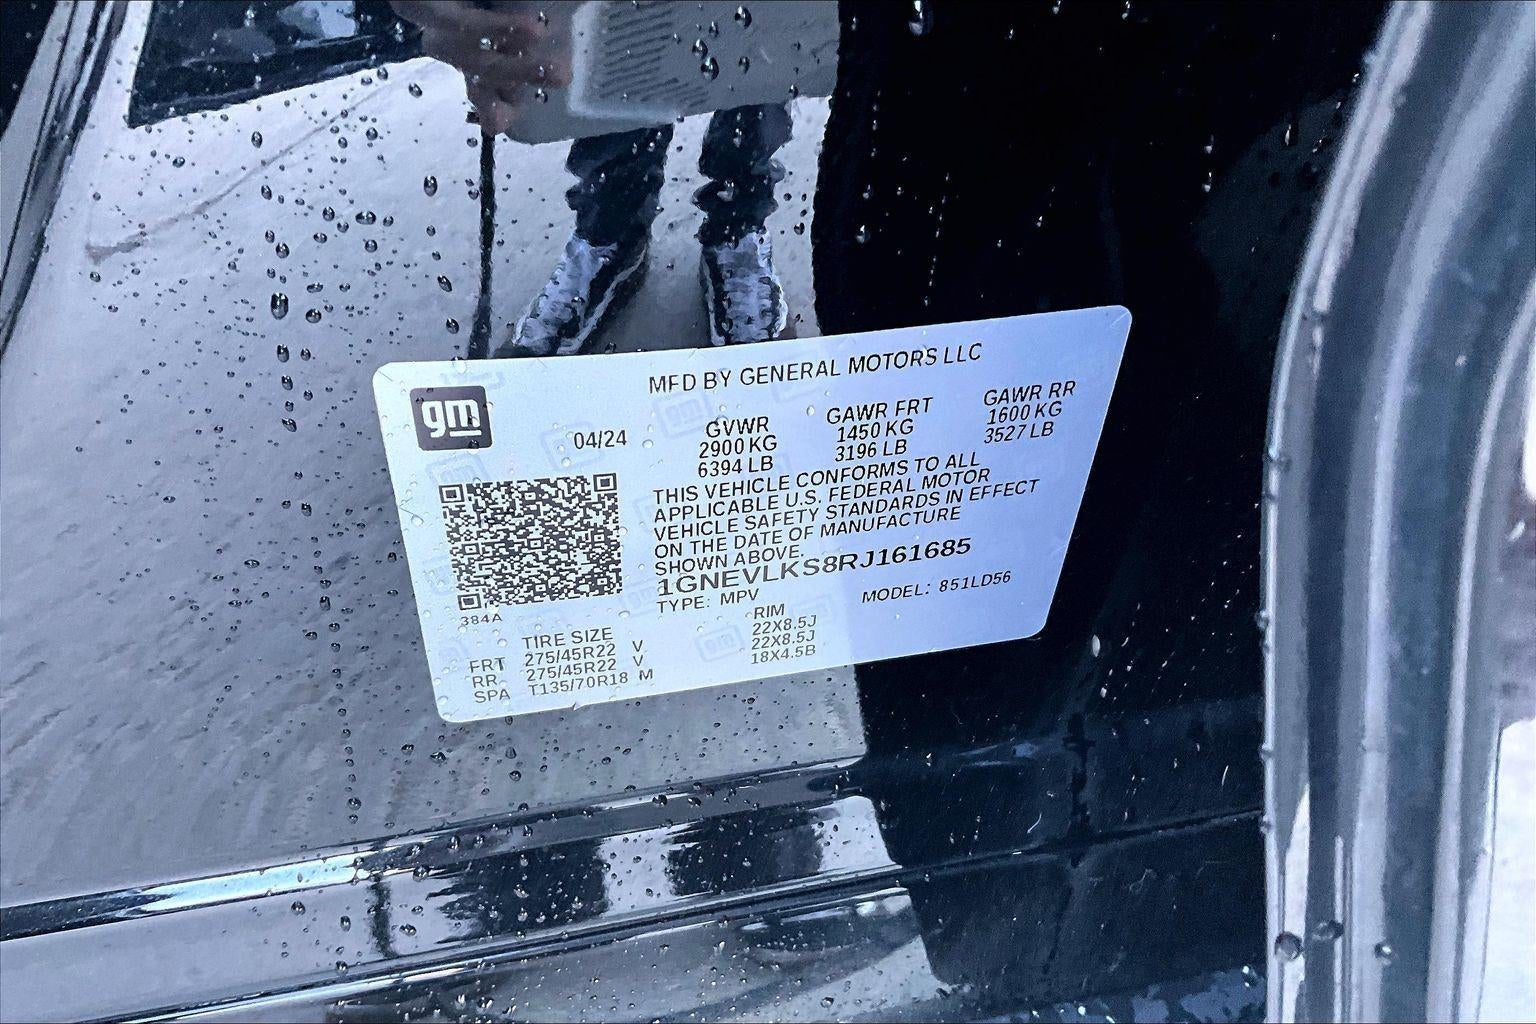 gm
MFD BY GENERAL MOTORS LLC
04/24
GVWR GAWR FRT GAWR RR
2900 KG 1450 KG 1600 KG
6394 LB 3196 LB 3527 LB
THIS VEHICLE CONFORMS TO ALL
APPLICABLE U.S. FEDERAL MOTOR
VEHICLE SAFETY STANDARDS IN EFFECT
ON THE DATE OF MANUFACTURE
SHOWN ABOVE.
1GNEVLKS8RJ161685
TYPE: MPV MODEL: 851LD56
384A
TIRE SIZE RIM
FRT 275/45R22 V 22X8.5J
RR 275/45R22 V 22X8.5J
SPA T135/70R18 M 18X4.5B